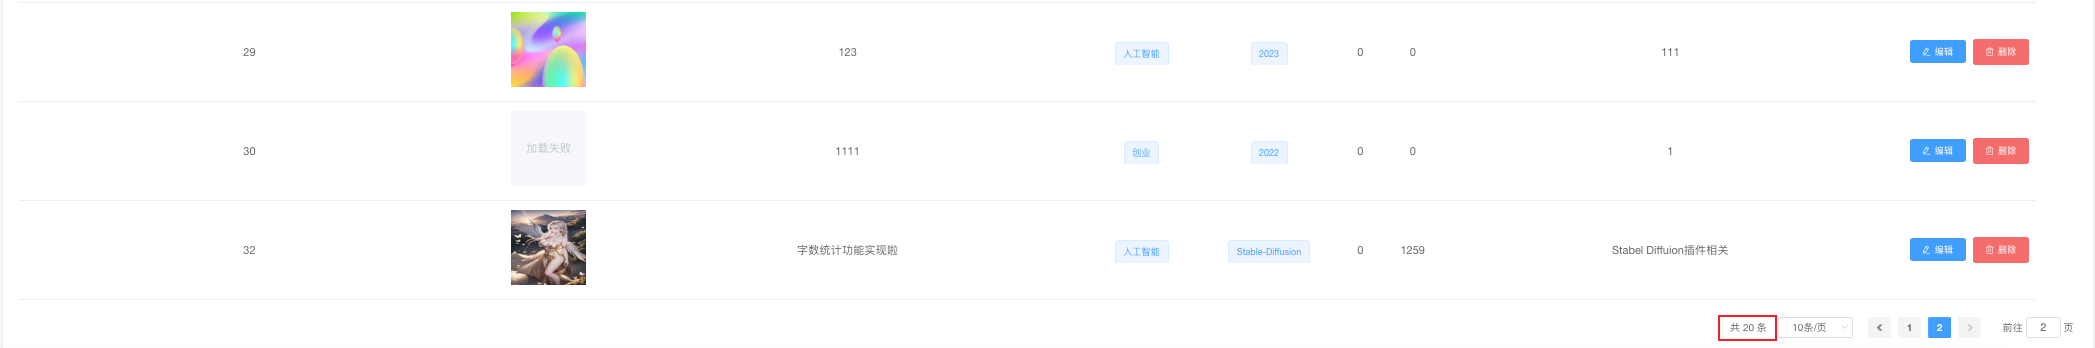 29 123 人工智能 2023 0 0 111 编辑 删除
30 加载失败 1111 创业 2022 0 0 1 编辑 删除
32 字数统计功能实现啦 人工智能 Stable-Diffusion 0 1259 Stabel Diffuion插件相关 编辑 删除
共 20 条 10条/页 1 2 前往 2 页